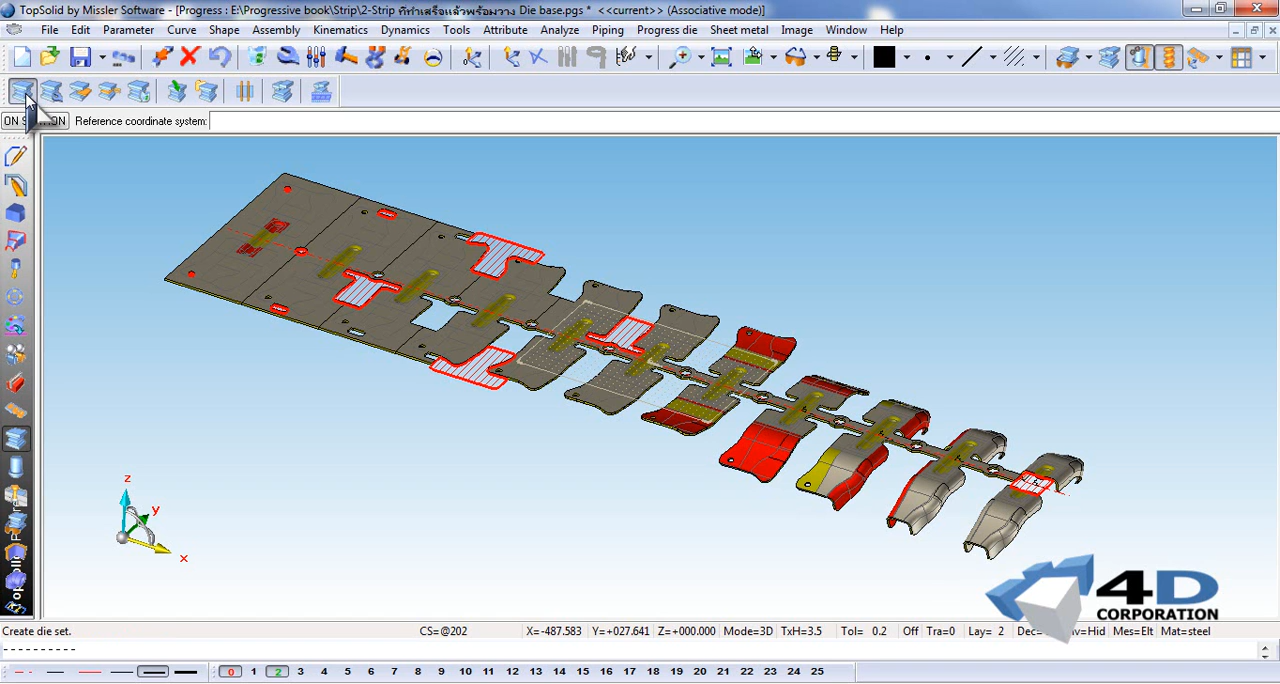 TopSolid by Missler Software - [Progress : E:\Progressive book\Strip\2-Strip ที่ทำเสร็จแล้วพร้อมวาง Die base.pgs * <<current>> (Associative mode)]
File Edit Parameter Curve Shape Assembly Kinematics Dynamics Tools Attribute Analyze Piping Progress die Sheet metal Image Window Help
Reference coordinate system:
z
y
x
4D
CORPORATION
Create die set. CS=@202 X=-487.583 Y=+027.641 Z=+000.000 Mode=3D TxH=3.5 Tol= 0.2 Off Tra=0 Lay= 2 Mes=Elt Mat=steel
----------
0 1 2 3 4 5 6 7 8 9 10 11 12 13 14 15 16 17 18 19 20 21 22 23 24 25